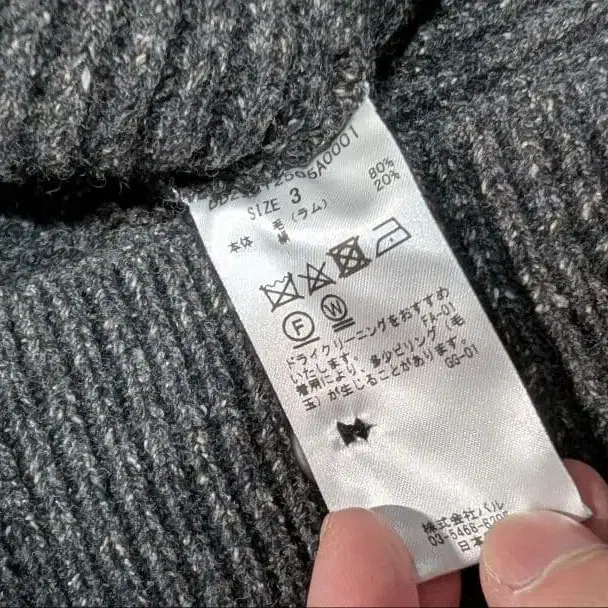 SIZE 3
本体 毛(ラム) 80%
絹 20%
F W
ドライクリーニングをおすすめ
いたします。 FA-01
着用により、多少ピリング(毛
玉)が生じることがあります。
GG-01
株式会社パル
03-5468-
日本